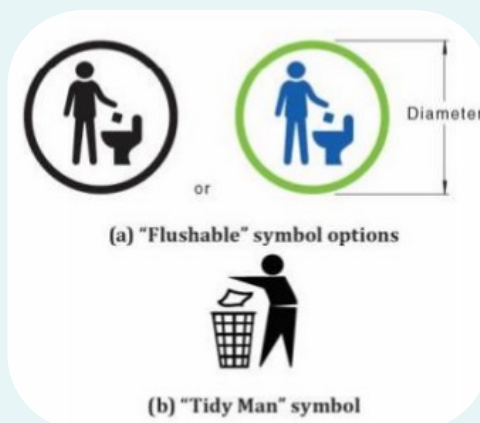 Diameter
or
(a) "Flushable" symbol options
(b) "Tidy Man" symbol